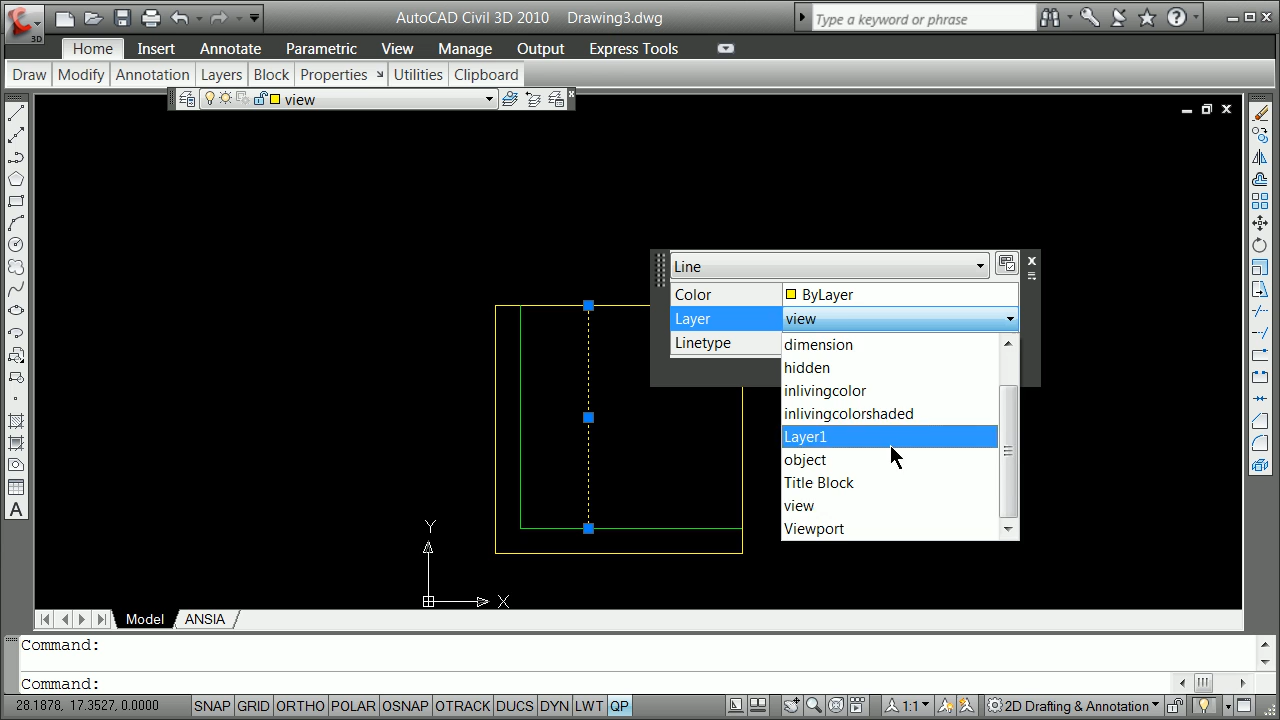 AutoCAD Civil 3D 2010 Drawing3.dwg
Type a keyword or phrase
3D
Home Insert Annotate Parametric View Manage Output Express Tools
Draw Modify Annotation Layers Block Properties Utilities Clipboard
view
Line
Color ByLayer
Layer view
Linetype
dimension
hidden
inlivingcolor
inlivingcolorshaded
Layer1
object
Title Block
view
Viewport
A
Y
X
Model ANSIA
Command:
Command:
28.1878, 17.3527, 0.0000 SNAP GRID ORTHO POLAR OSNAP OTRACK DUCS DYN LWT QP 1:1 2D Drafting & Annotation